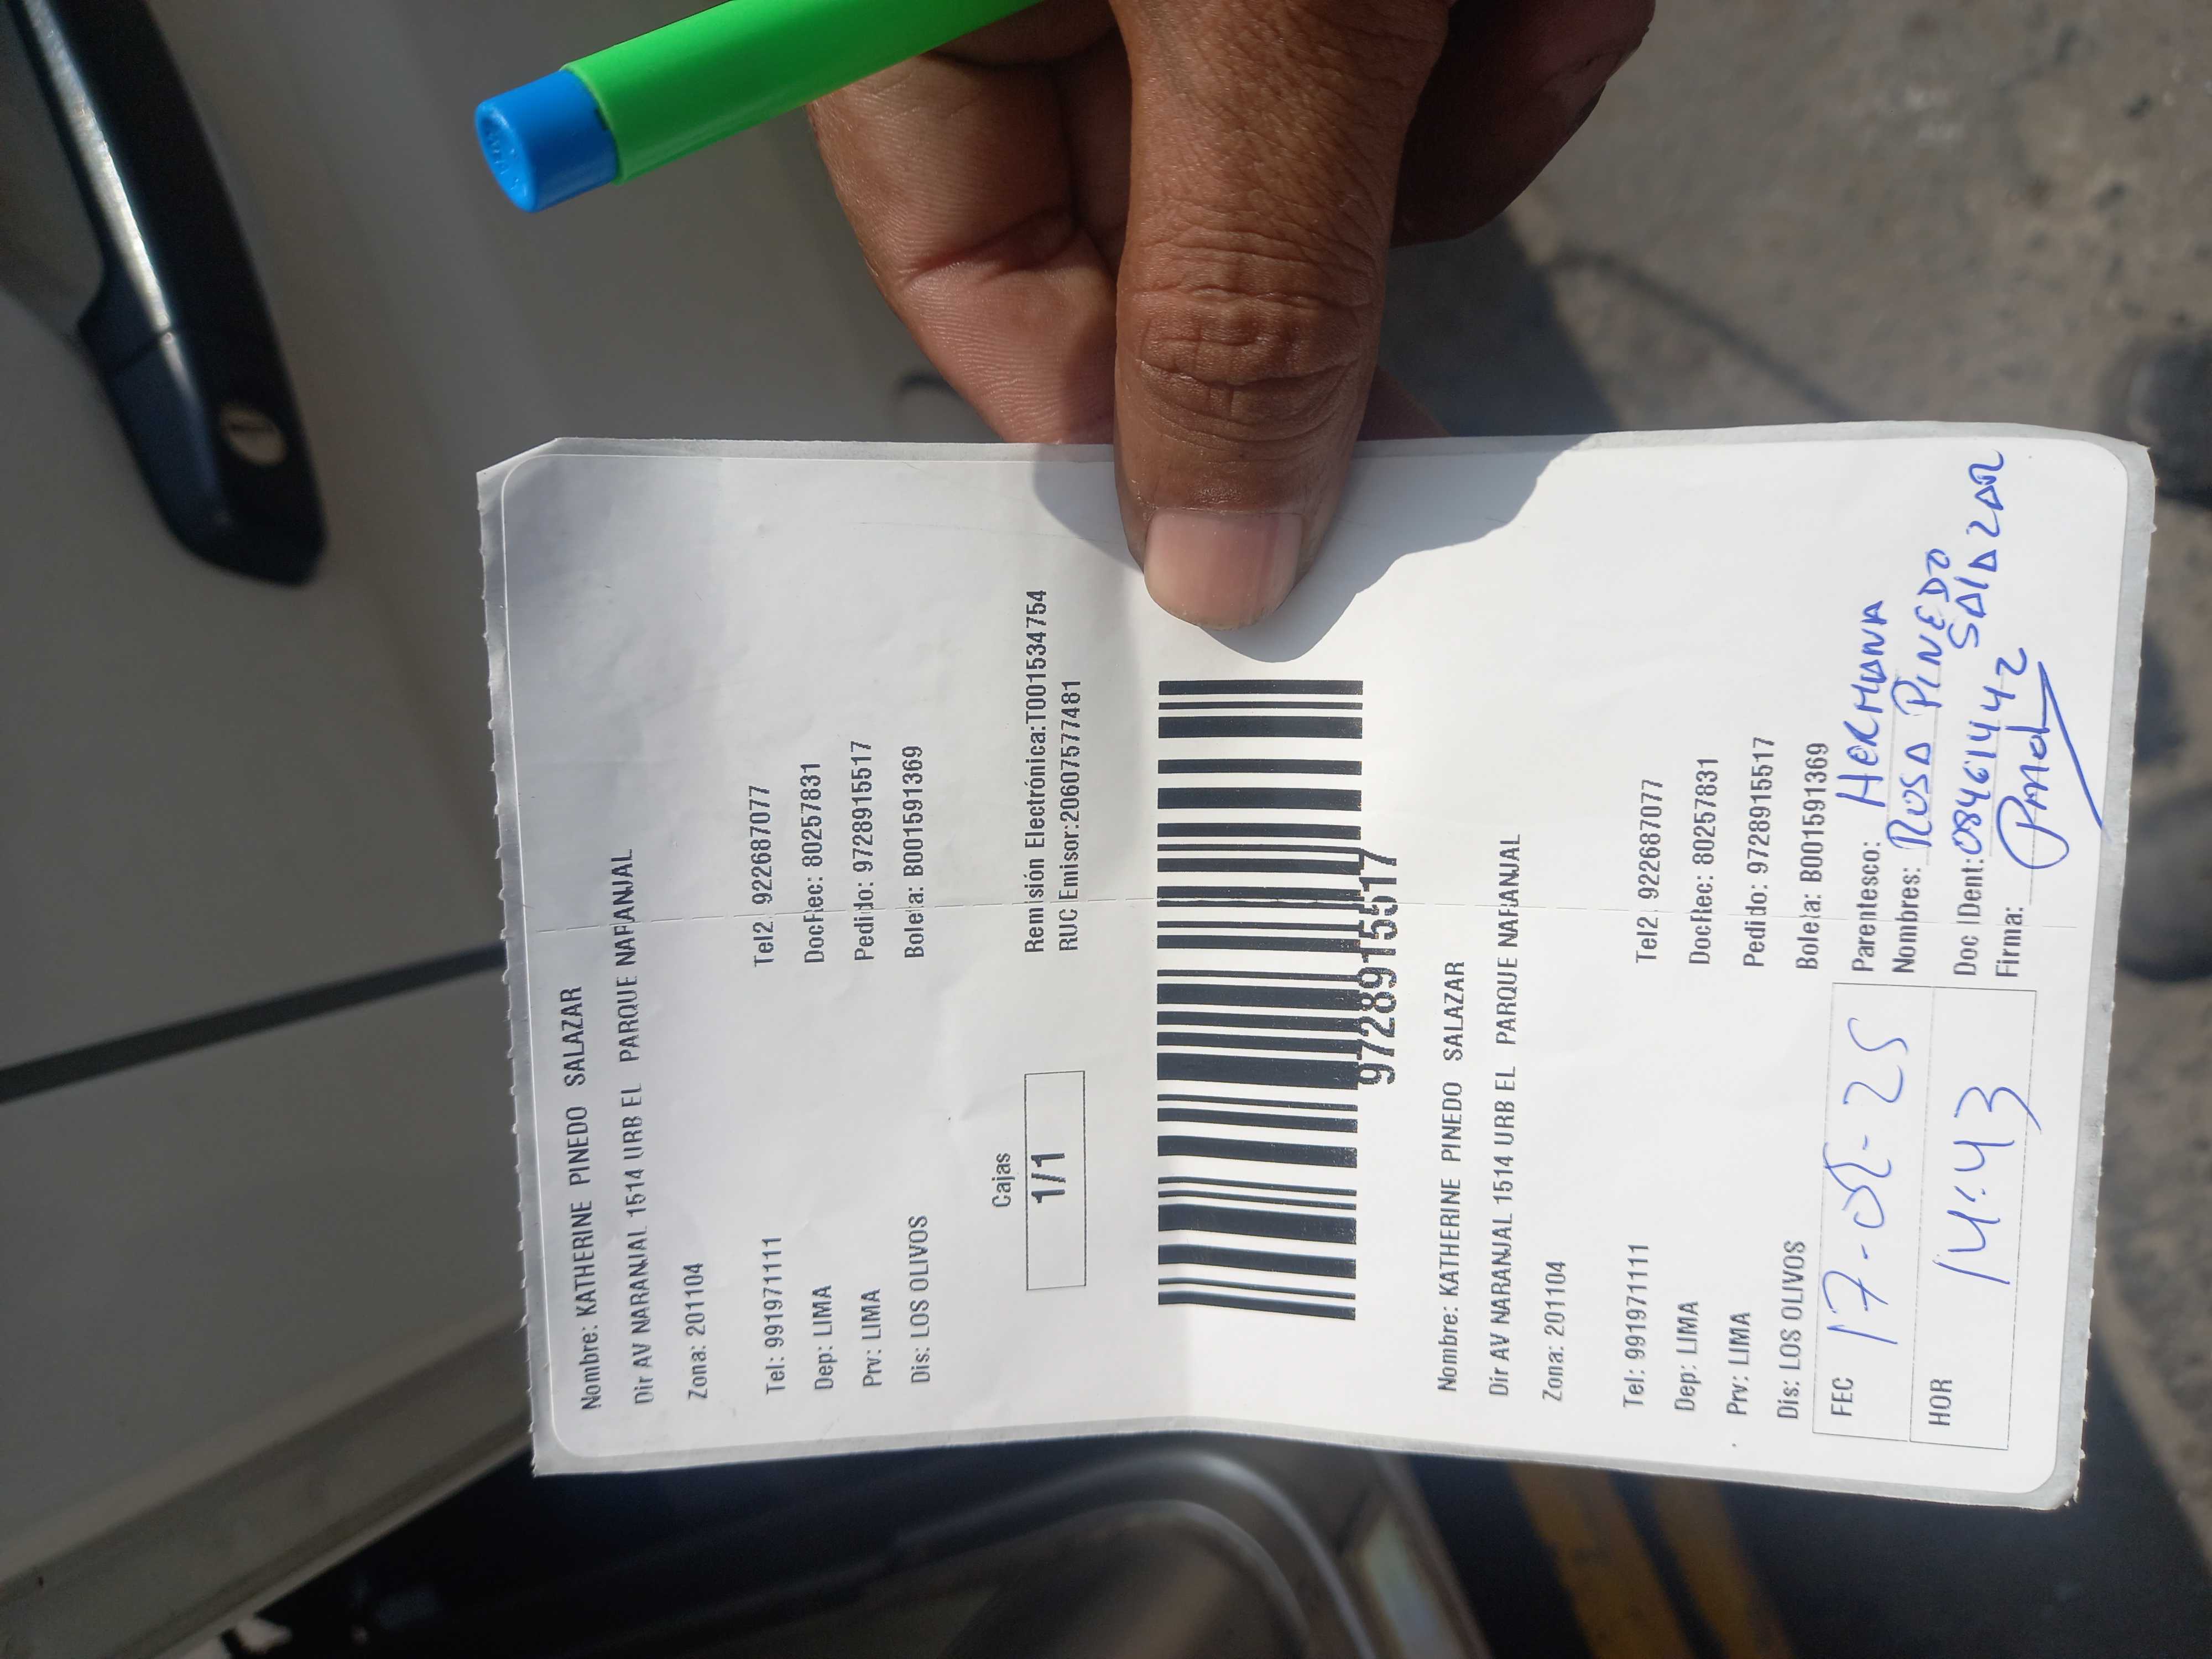 Nombre: KATHERINE PINEDO SALAZAR
Dir AV NARANJAL 1514 URB EL PARQUE NARANJAL
Zona: 201104
Tel: 991971111 Tel2 922687077
Dep: LIMA DocRec: 80257831
Prv: LIMA Pedido: 972891551​7
Dis: LOS OLIVOS Boleta: B001591369
Cajas
1/1
Remisión Electrónica:T001534754
RUC Emisor:20607577481
9728915517
Nombre: KATHERINE PINEDO SALAZAR
Dir AV NARANJAL 1514 URB EL PARQUE NARANJAL
Zona: 201104
Tel: 991971111 Tel2 922687077
Dep: LIMA DocRec: 80257831
Prv: LIMA Pedido: 9728915517
Dis: LOS OLIVOS Boleta: B001591369
FEC 17-05-25
HOR 14:43
Parentesco: HERMANA
Nombres: ROSA PINEDO
SALAZAR
Doc IDent:
Firma: